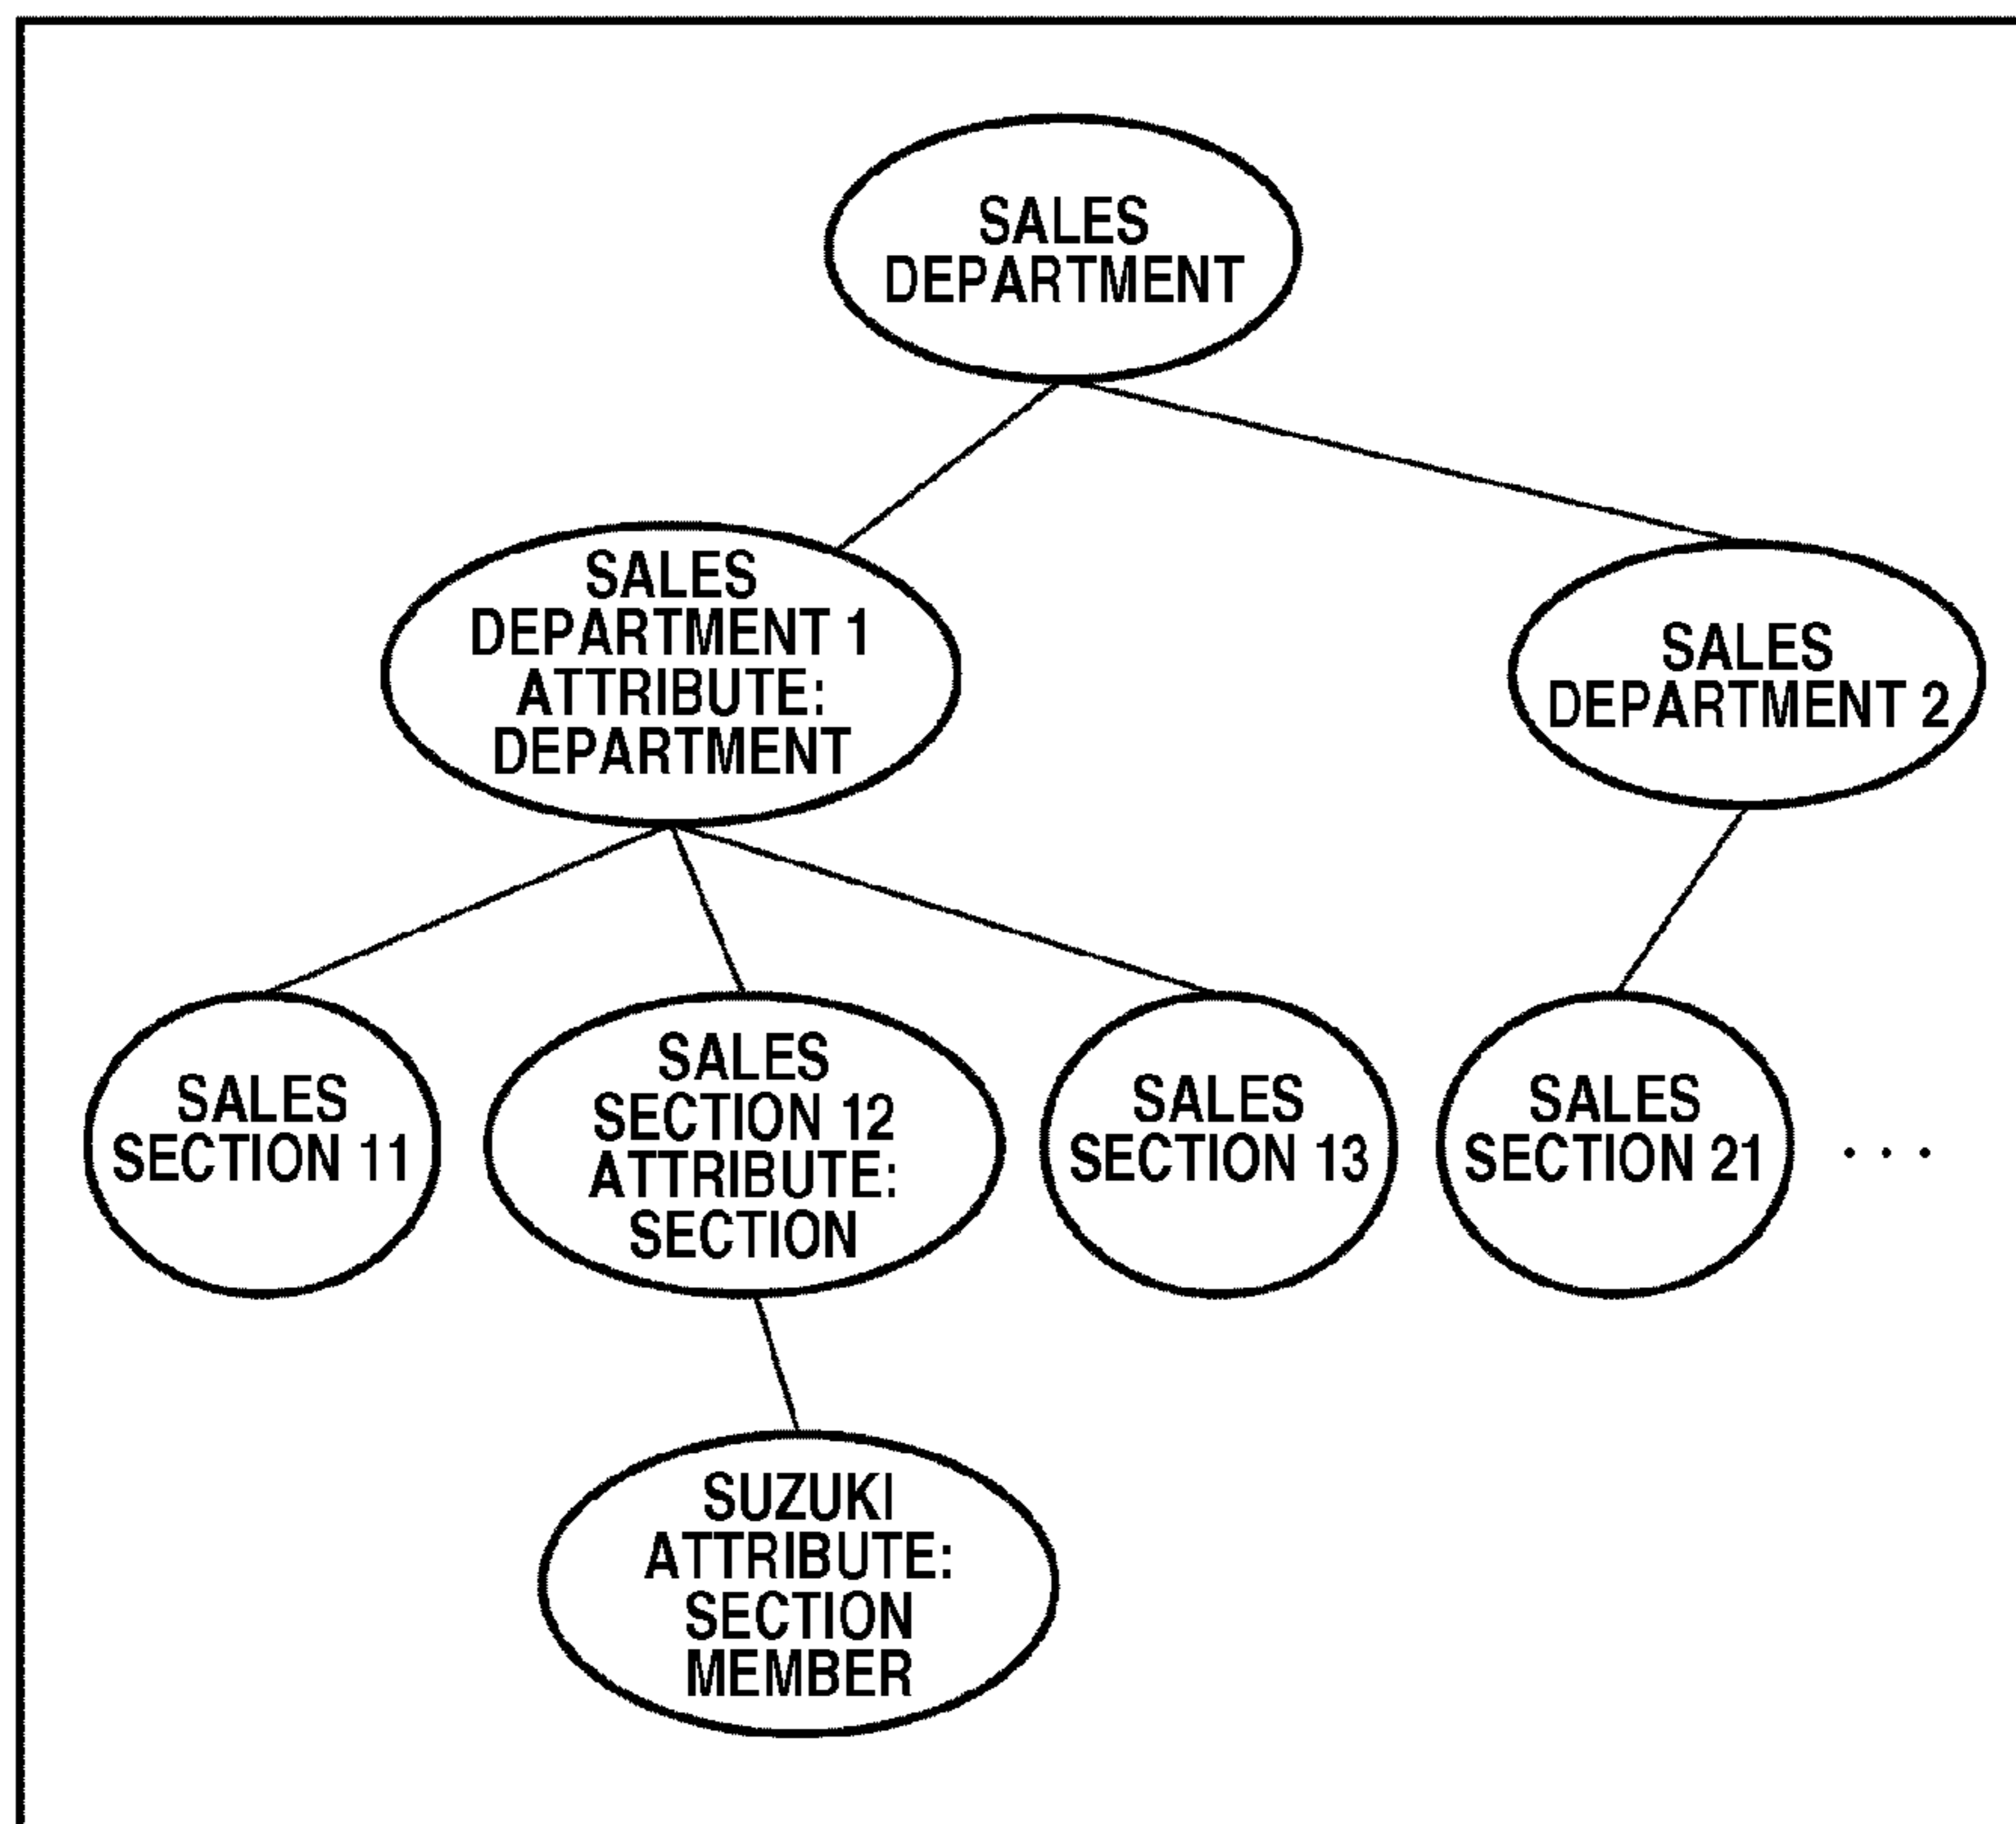 SALES
DEPARTMENT
SALES
DEPARTMENT 1
ATTRIBUTE:
DEPARTMENT
SALES
DEPARTMENT 2
SALES
SECTION 11
SALES
SECTION 12
ATTRIBUTE:
SECTION
SALES
SECTION 13
SALES
SECTION 21
. . .
SUZUKI
ATTRIBUTE:
SECTION
MEMBER